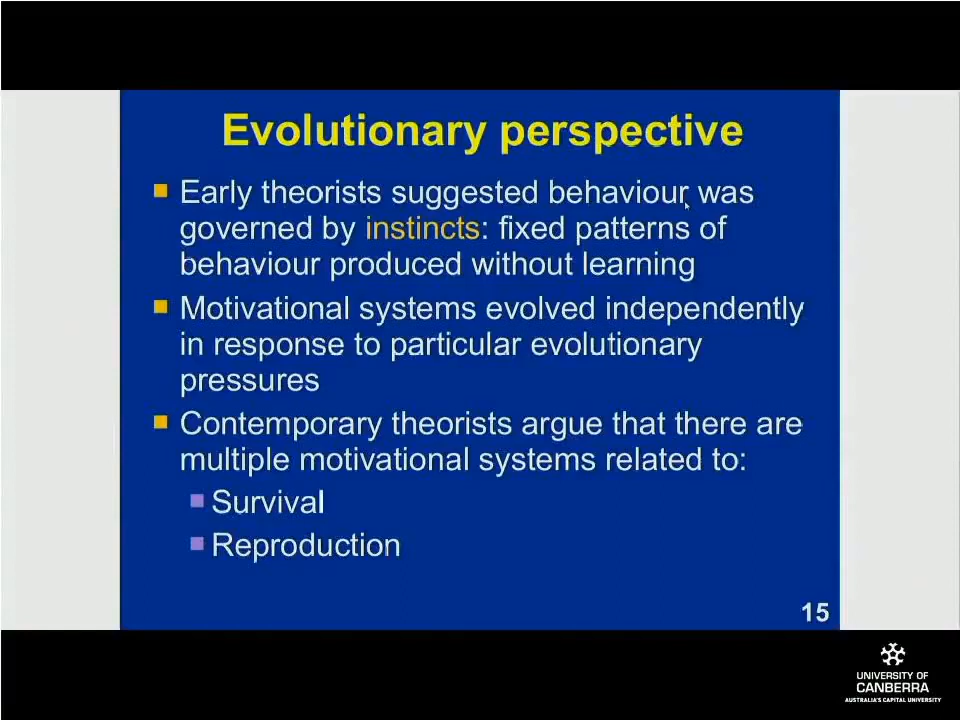 Evolutionary perspective
Early theorists suggested behaviour was
governed by instincts: fixed patterns of
behaviour produced without learning
Motivational systems evolved independently
in response to particular evolutionary
pressures
Contemporary theorists argue that there are
multiple motivational systems related to:
Survival
Reproduction
15
UNIVERSITY OF
CANBERRA
AUSTRALIA'S CAPITAL UNIVERSITY